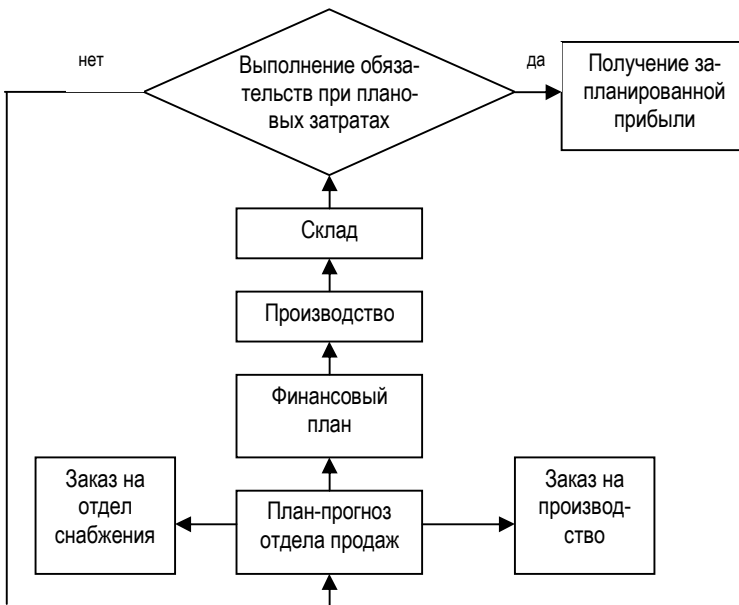 нет
Выполнение обяза-
тельств при плано-
вых затратах
да
Получение за-
планированной
прибыли
Склад
Производство
Финансовый
план
Заказ на
отдел
снабжения
План-прогноз
отдела продаж
Заказ на
производ-
ство